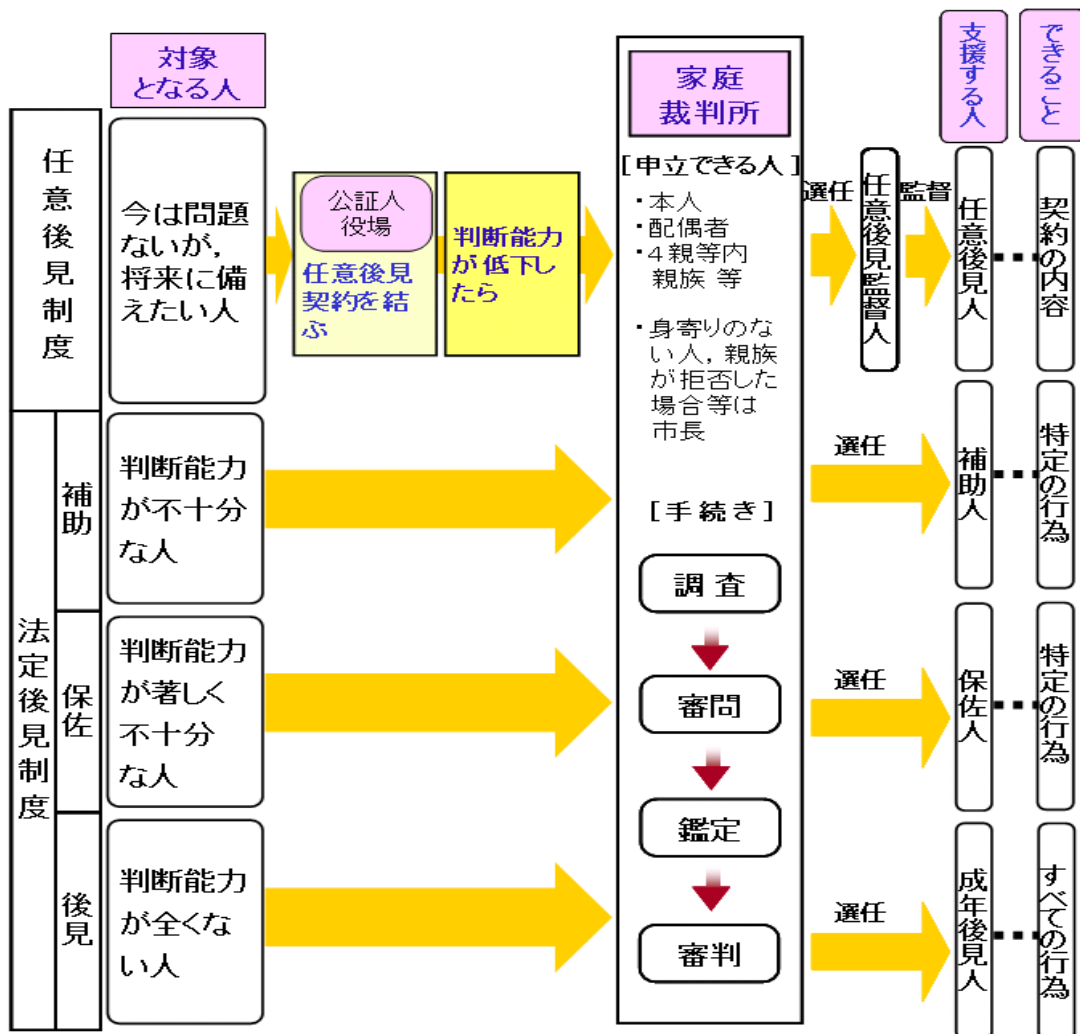 対象
となる人
家庭
裁判所
支援する人
できること
任意後見制度
今は問題
ないが,
将来に備
えたい人
公証人
役場
任意後見
契約を結
ぶ
判断能力
が低下し
たら
[申立できる人]
・本人
・配偶者
・4親等内
親族 等
・身寄りのな
い人,親族
が拒否した
場合等は
市長
選任
任意後見監督人
監督
任意後見人
契約の内容
法定後見制度
補助
判断能力
が不十分
な人
選任
補助人
特定の行為
[手続き]
調査
審問
鑑定
審判
保佐
判断能力
が著しく
不十分
な人
選任
保佐人
特定の行為
後見
判断能力
が全くな
い人
選任
成年後見人
すべての行為